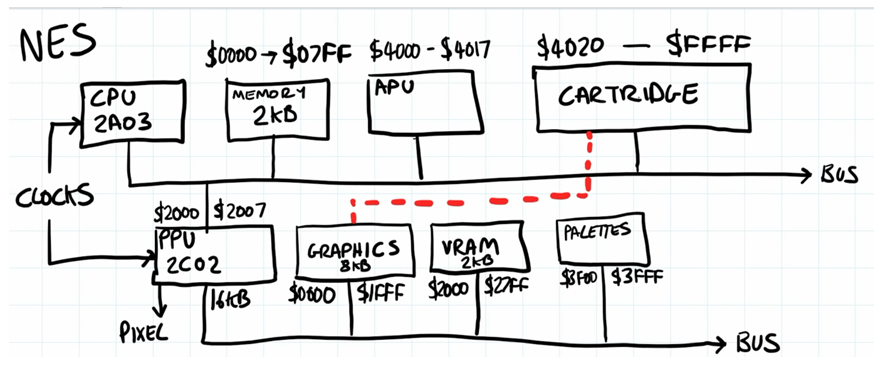 NES
$0000 → $07FF
$4000 - $4017
$4020 — $FFFF
CPU
2A03
MEMORY
2KB
APU
CARTRIDGE
BUS
CLOCKS
$2000
$2007
PPU
2C02
16KB
PIXEL
GRAPHICS
8KB
$0000
$1FFF
VRAM
2KB
$2000
$27FF
PALETTES
$3F00
$3FFF
BUS